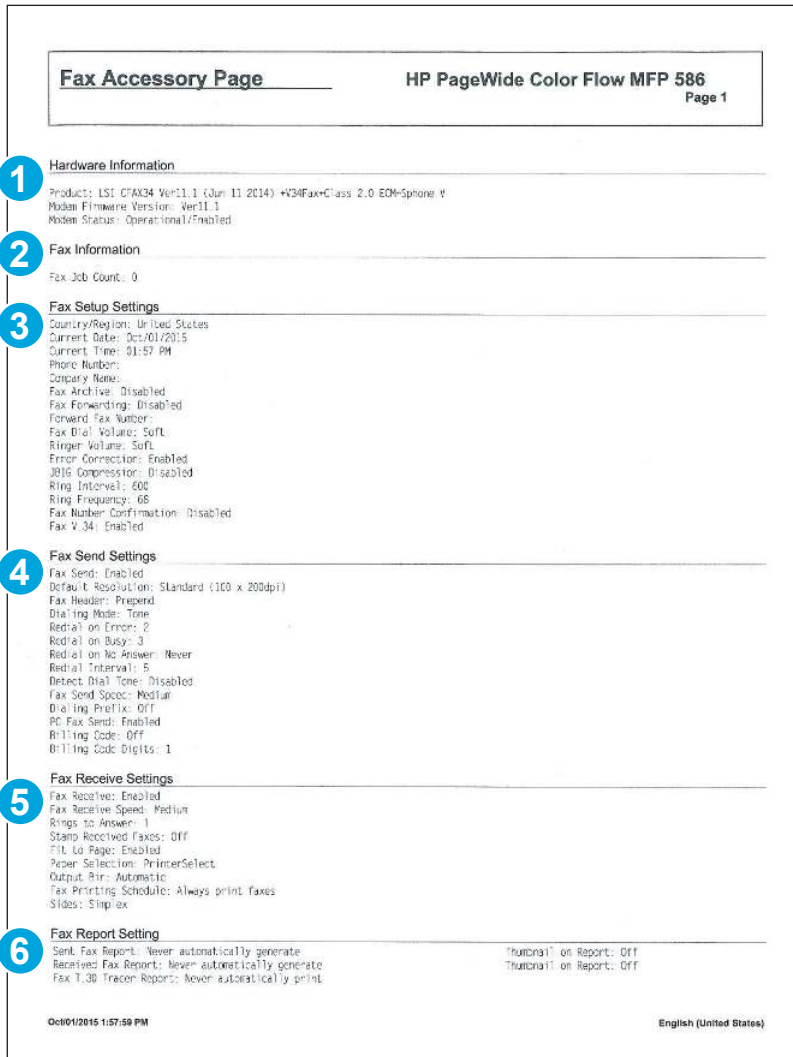 Fax Accessory Page HP PageWide Color Flow MFP 586
Page 1
1 Hardware Information
Product: LSI CFAX34 Ver11.1 (Jun 11 2014) +V34Fax+Class 2.0 ECM+Sphone V
Modem Firmware Version: Ver11.1
Modem Status: Operational/Enabled
2 Fax Information
Fax Job Count: 0
3 Fax Setup Settings
Country/Region: United States
Current Date: Oct/01/2015
Current Time: 01:57 PM
Phone Number:
Company Name:
Fax Archive: Disabled
Fax Forwarding: Disabled
Forward Fax Number:
Fax Dial Volume: Soft
Ringer Volume: Soft
Error Correction: Enabled
JBIG Compression: Disabled
Ring Interval: 600
Ring Frequency: 68
Fax Number Confirmation: Disabled
Fax V.34: Enabled
4 Fax Send Settings
Fax Send: Enabled
Default Resolution: Standard (100 x 200dpi)
Fax Header: Prepend
Dialing Mode: Tone
Redial on Error: 2
Redial on Busy: 3
Redial on No Answer: Never
Redial Interval: 5
Detect Dial Tone: Disabled
Fax Send Speed: Medium
Dialing Prefix: Off
PC Fax Send: Enabled
Billing Code: Off
Billing Code Digits: 1
5 Fax Receive Settings
Fax Receive: Enabled
Fax Receive Speed: Medium
Rings to Answer: 1
Stamp Received Faxes: Off
Fit to Page: Enabled
Paper Selection: PrinterSelect
Output Bin: Automatic
Fax Printing Schedule: Always print faxes
Sides: Simplex
6 Fax Report Setting
Sent Fax Report: Never automatically generate Thumbnail on Report: Off
Received Fax Report: Never automatically generate Thumbnail on Report: Off
Fax T.30 Tracer Report: Never automatically print
Oct/01/2015 1:57:59 PM English (United States)